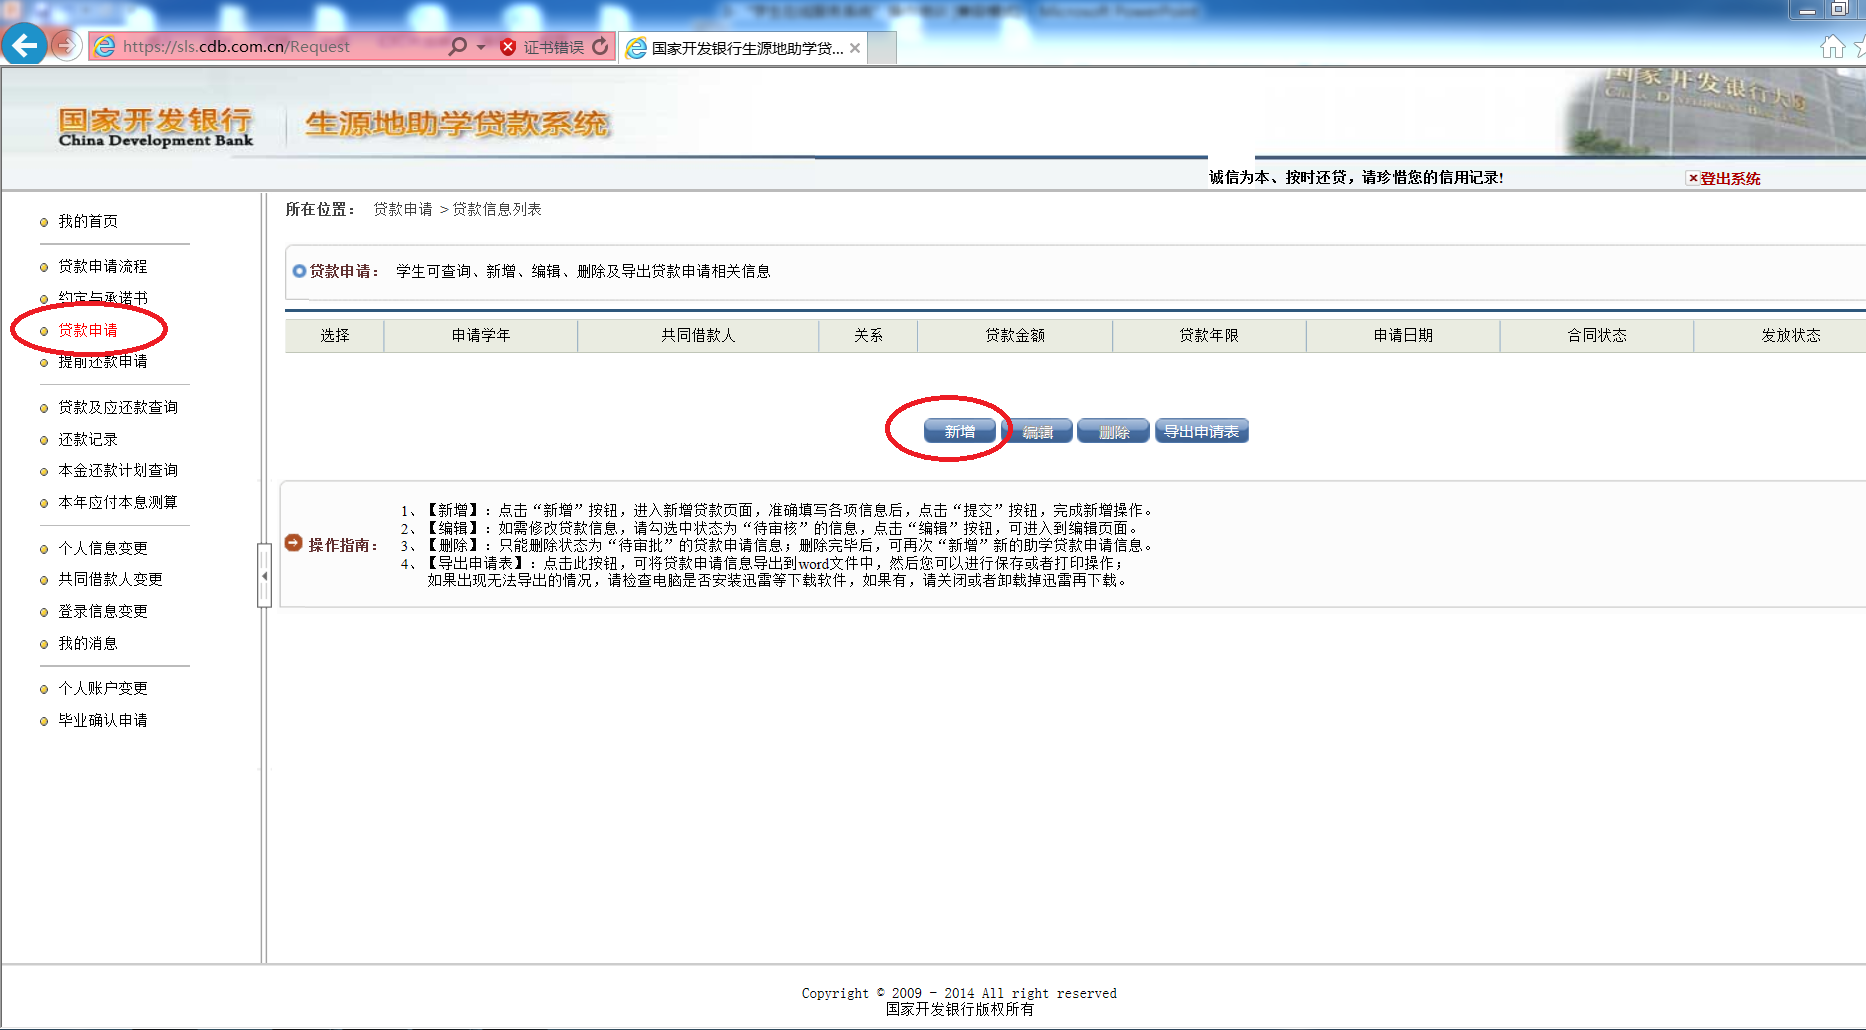 https://sls.cdb.com.cn/Request
证书错误
国家开发银行生源地助学贷...
国家开发银行
China Development Bank
生源地助学贷款系统
国家开发银行大厦
诚信为本、按时还贷，请珍惜您的信用记录!
登出系统
所在位置： 贷款申请 >贷款信息列表
我的首页
贷款申请流程
约定与承诺书
贷款申请
提前还款申请
贷款及应还款查询
还款记录
本金还款计划查询
本年应付本息测算
个人信息变更
共同借款人变更
登录信息变更
我的消息
个人账户变更
毕业确认申请
贷款申请： 学生可查询、新增、编辑、删除及导出贷款申请相关信息
选择 申请学年 共同借款人 关系 贷款金额 贷款年限 申请日期 合同状态 发放状态
新增 编辑 删除 导出申请表
操作指南：
1、【新增】：点击“新增”按钮，进入新增贷款页面，准确填写各项信息后，点击“提交”按钮，完成新增操作。
2、【编辑】：如需修改贷款信息，请勾选中状态为“待审核”的信息，点击“编辑”按钮，可进入到编辑页面。
3、【删除】：只能删除状态为“待审批”的贷款申请信息；删除完毕后，可再次“新增”新的助学贷款申请信息。
4、【导出申请表】：点击此按钮，可将贷款申请信息导出到word文件中，然后您可以进行保存或者打印操作；
如果出现无法导出的情况，请检查电脑是否安装迅雷等下载软件，如果有，请关闭或者卸载掉迅雷再下载。
Copyright © 2009 - 2014 All right reserved
国家开发银行版权所有